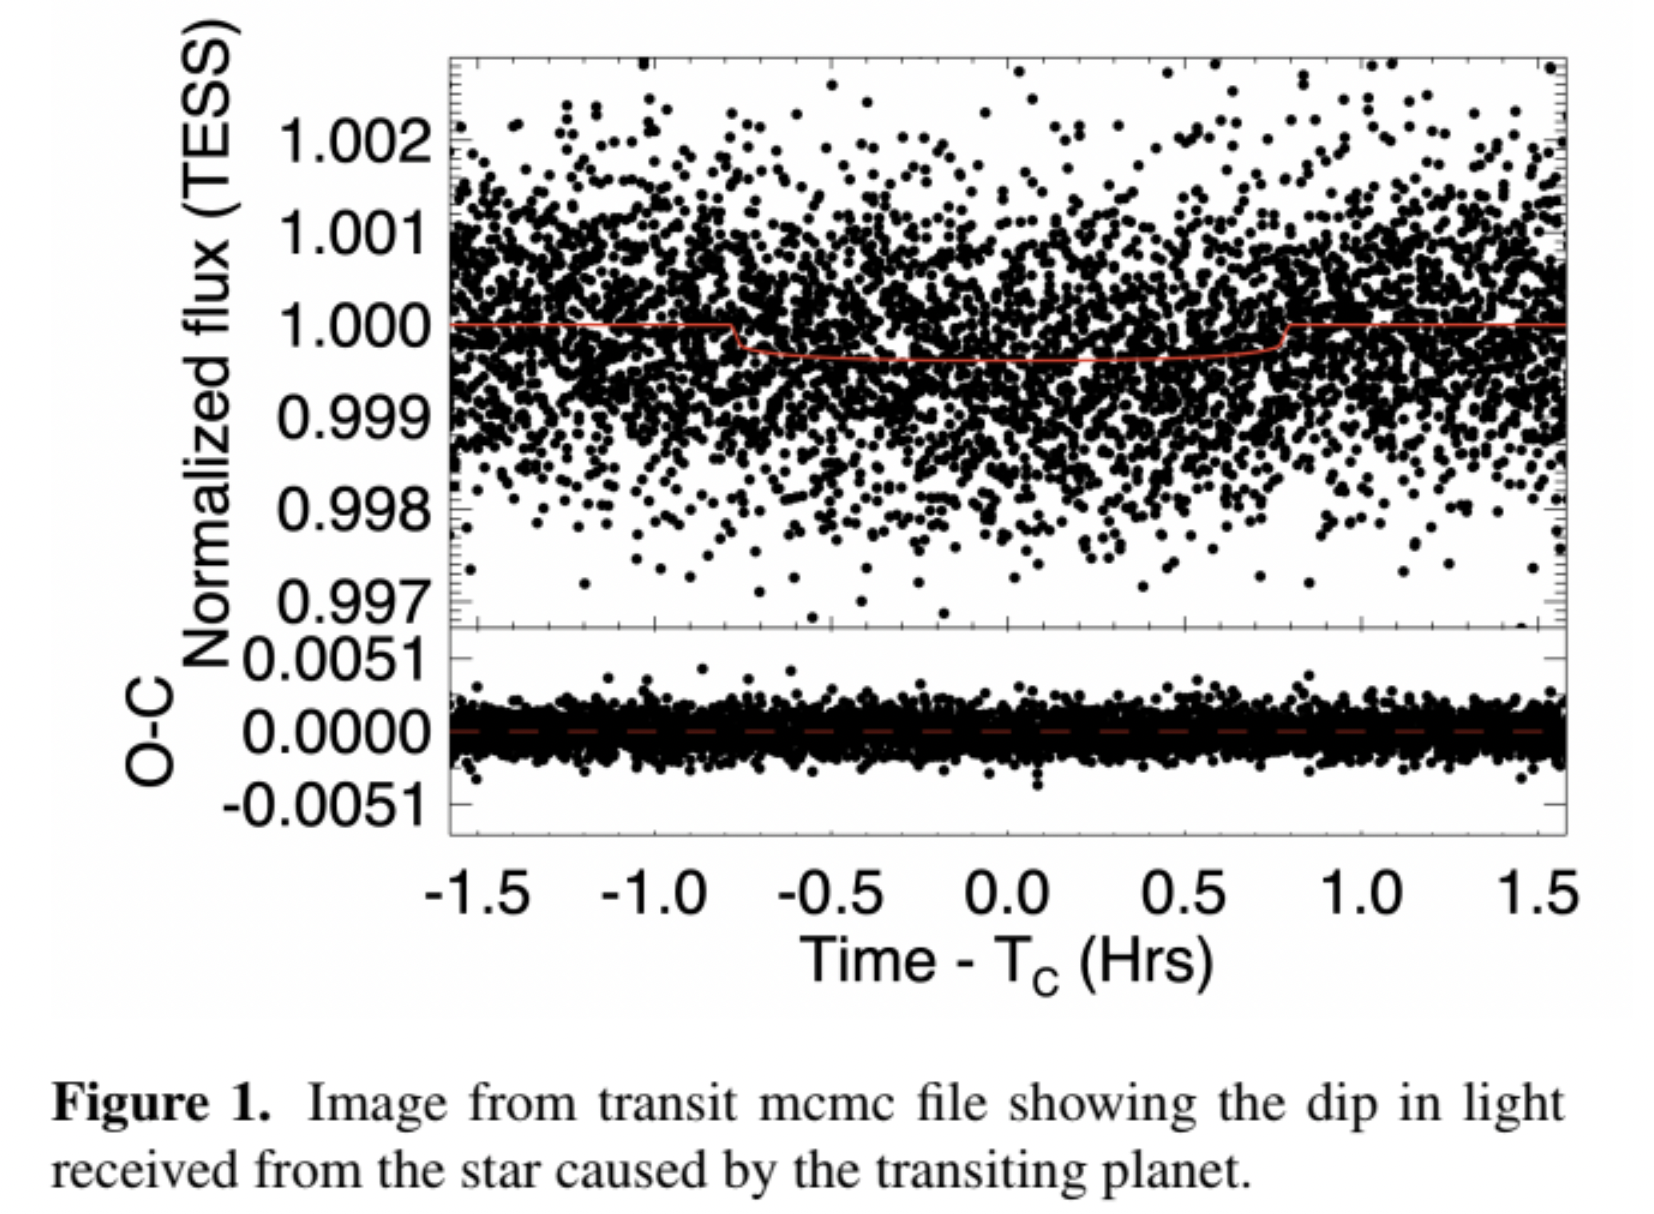 Normalized flux (TESS)
1.002
1.001
1.000
0.999
0.998
0.997
O-C
0.0051
0.0000
-0.0051
-1.5 -1.0 -0.5 0.0 0.5 1.0 1.5
Time - TC (Hrs)
Figure 1. Image from transit mcmc file showing the dip in light
received from the star caused by the transiting planet.